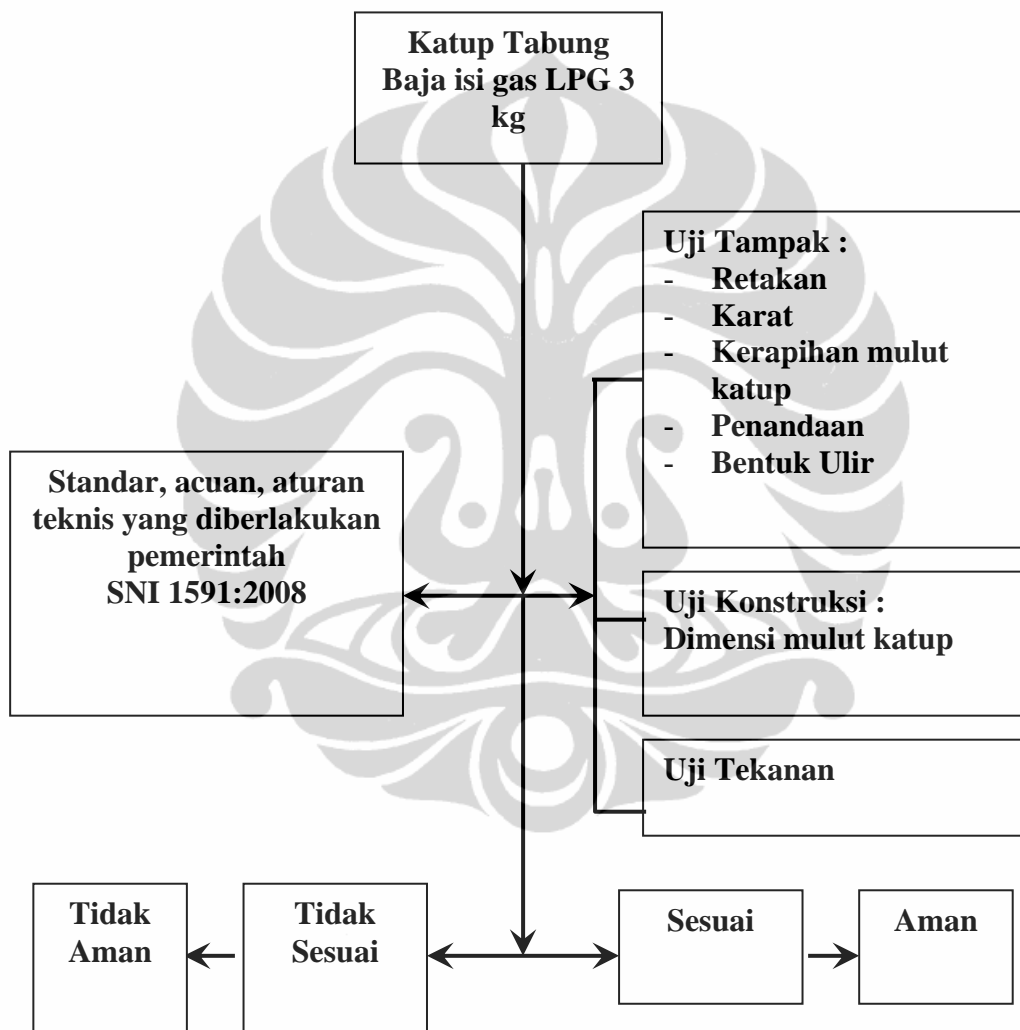 Katup Tabung
Baja isi gas LPG 3
kg
Uji Tampak :
- Retakan
- Karat
- Kerapihan mulut
katup
- Penandaan
- Bentuk Ulir
Standar, acuan, aturan
teknis yang diberlakukan
pemerintah
SNI 1591:2008
Uji Konstruksi :
Dimensi mulut katup
Uji Tekanan
Tidak
Aman
Tidak
Sesuai
Sesuai
Aman